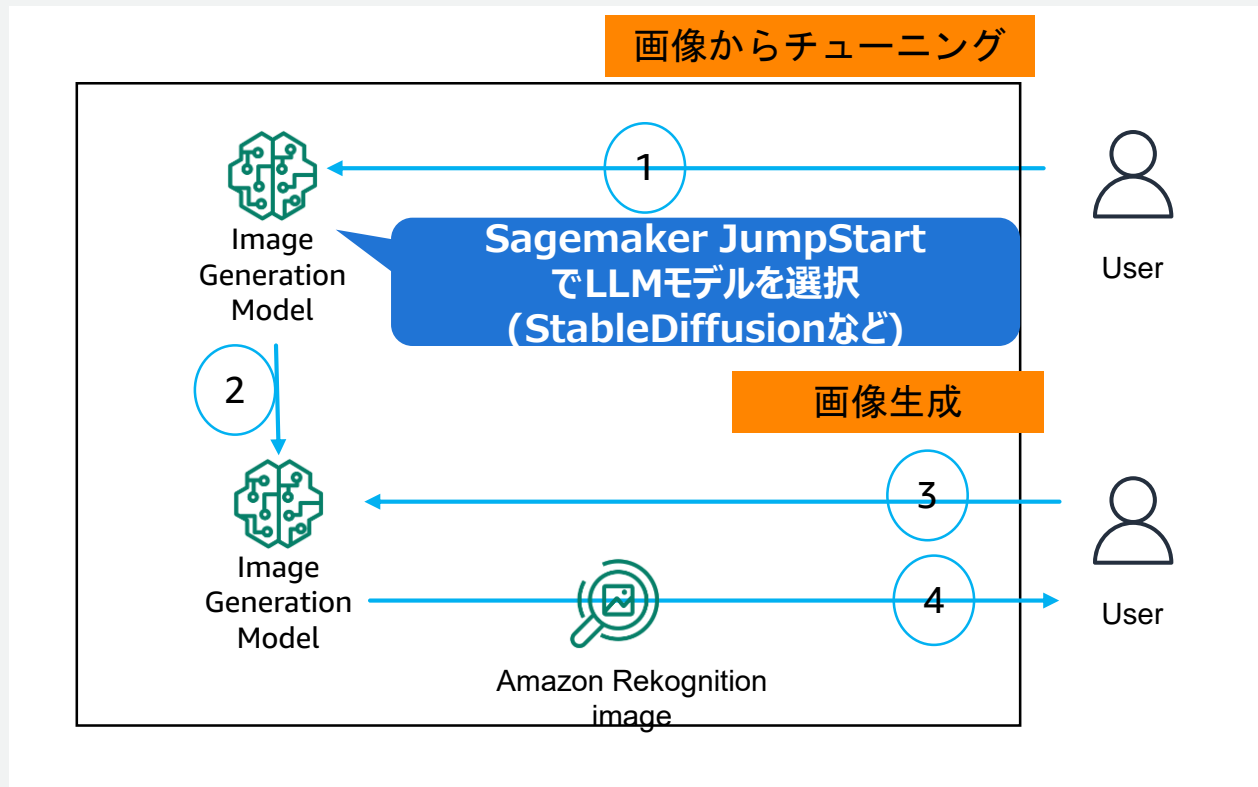 画像からチューニング
1
Image
Generation
Model
Sagemaker JumpStart
でLLMモデルを選択
(StableDiffusionなど)
User
2
画像生成
3
Image
Generation
Model
4
User
Amazon Rekognition
image